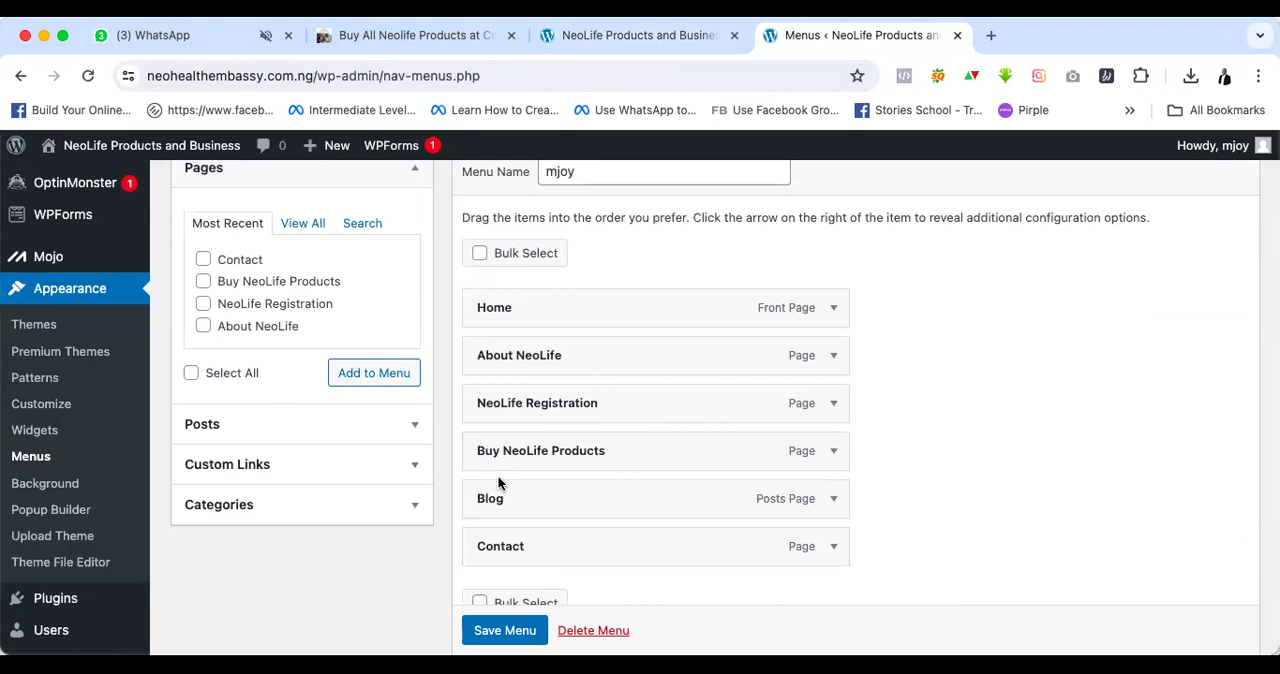 (3) WhatsApp
Buy All Neolife Products at Ce
NeoLife Products and Busine
Menus ‹ NeoLife Products an
neohealthembassy.com.ng/wp-admin/nav-menus.php
Build Your Online...
https://www.faceb...
Intermediate Level...
Learn How to Crea...
Use WhatsApp to...
FB Use Facebook Gro...
Stories School - Tr...
Pirple
»
All Bookmarks
NeoLife Products and Business
0
New
WPForms 1
Howdy, mjoy
OptinMonster 1
WPForms
Mojo
Appearance
Themes
Premium Themes
Patterns
Customize
Widgets
Menus
Background
Popup Builder
Upload Theme
Theme File Editor
Plugins
Users
Pages
Most Recent
View All
Search
Contact
Buy NeoLife Products
NeoLife Registration
About NeoLife
Select All
Add to Menu
Posts
Custom Links
Categories
Menu Name
mjoy
Drag the items into the order you prefer. Click the arrow on the right of the item to reveal additional configuration options.
Bulk Select
Home Front Page
About NeoLife Page
NeoLife Registration Page
Buy NeoLife Products Page
Blog Posts Page
Contact Page
Bulk Select
Save Menu
Delete Menu